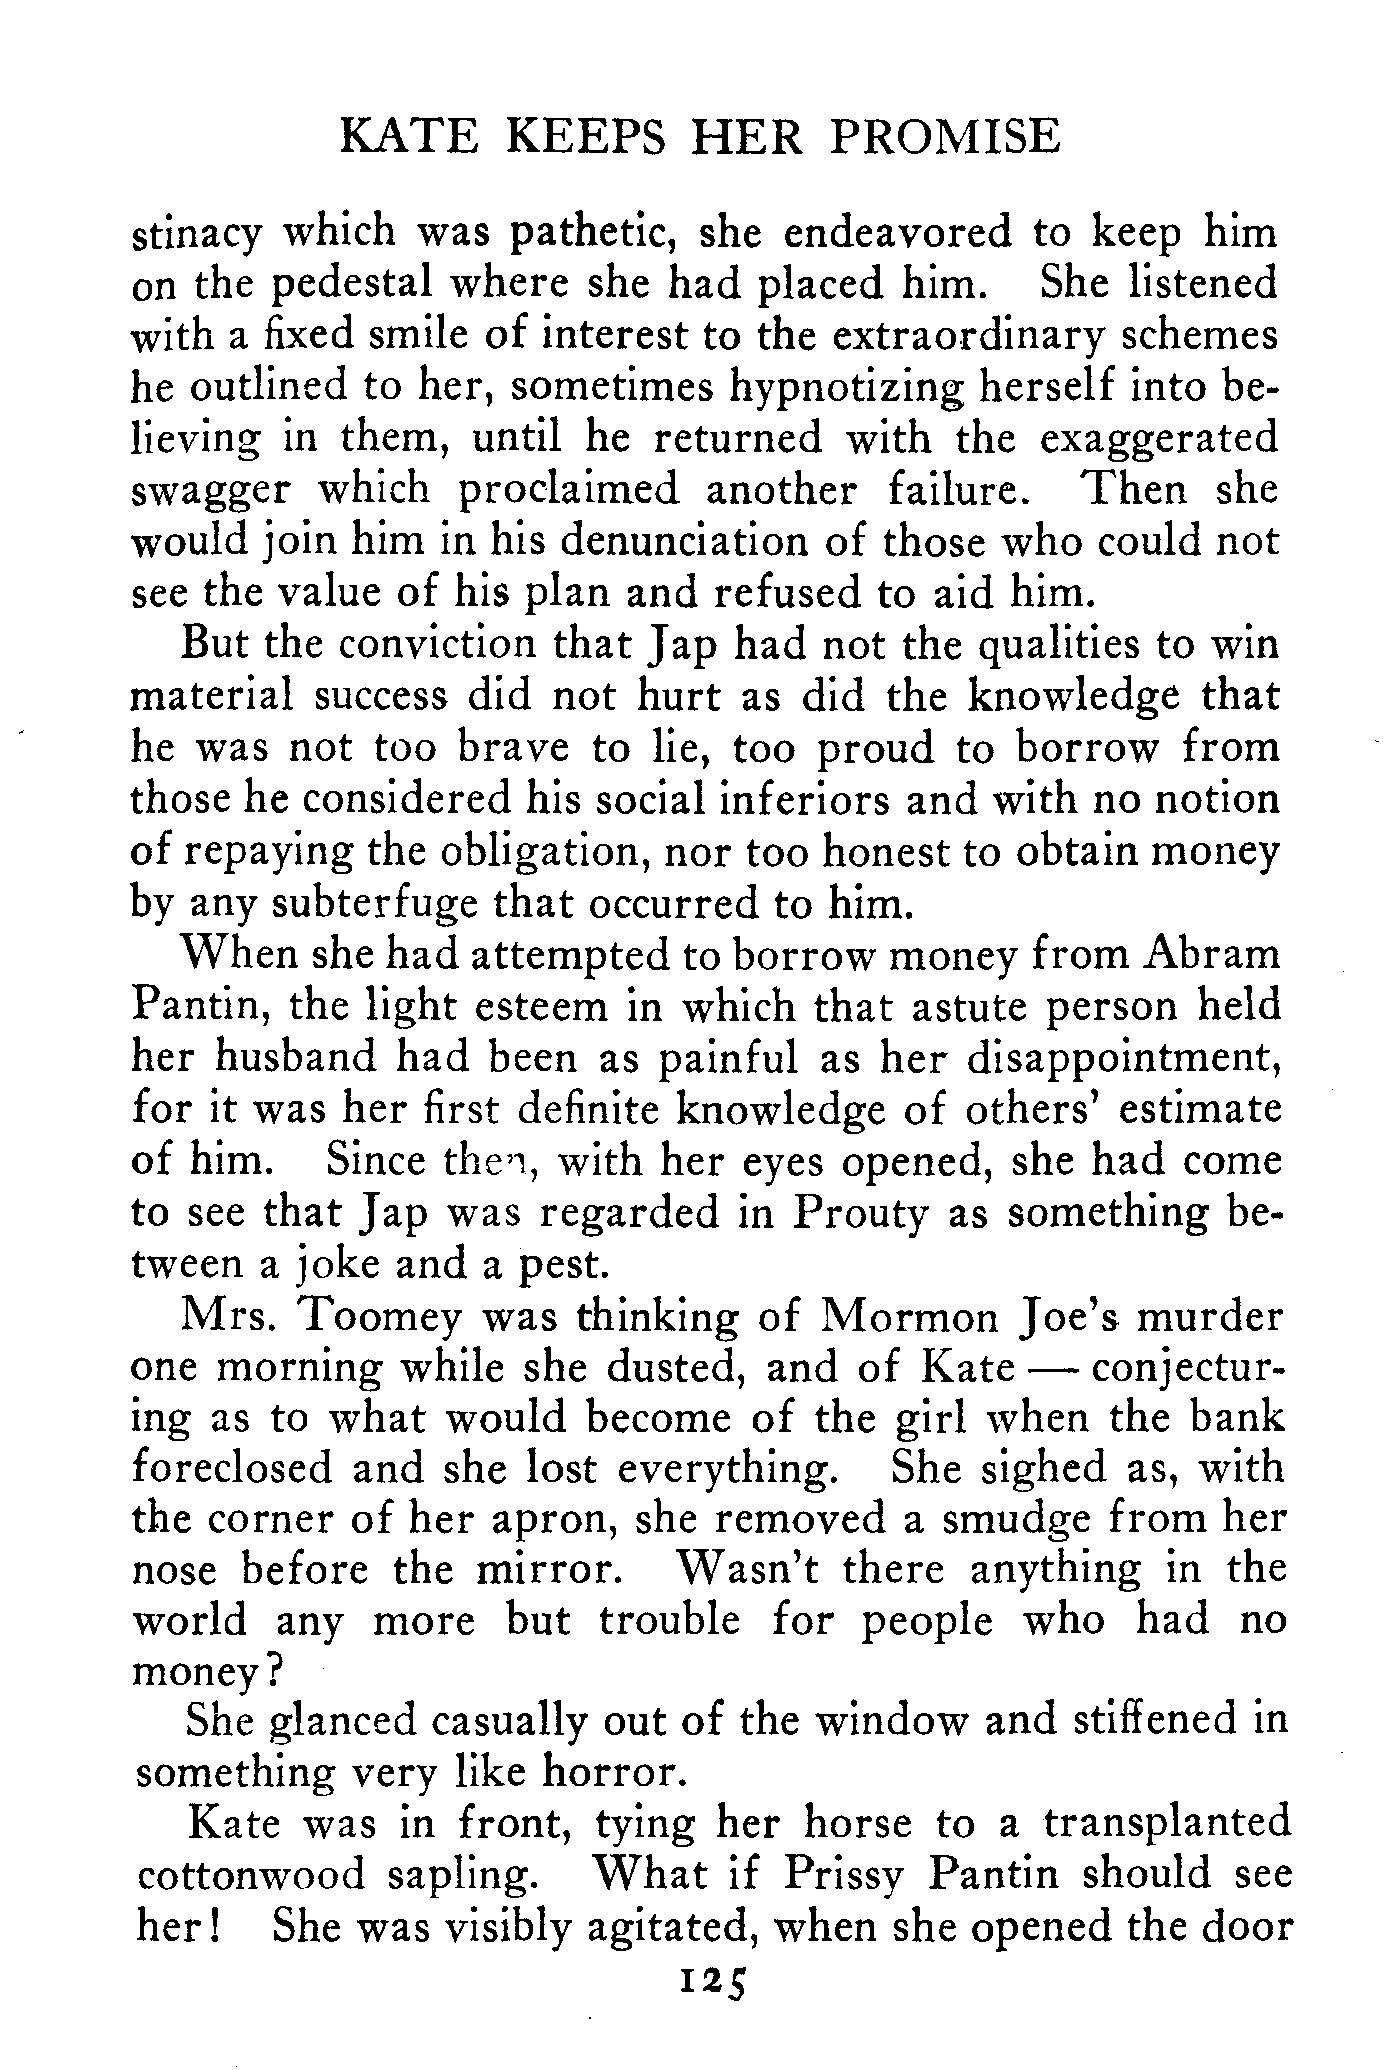 KATE KEEPS HER PROMISE
stinacy which was pathetic, she endeavored to keep him
on the pedestal where she had placed him. She listened
with a fixed smile of interest to the extraordinary schemes
he outlined to her, sometimes hypnotizing herself into be-
lieving in them, until he returned with the exaggerated
swagger which proclaimed another failure. Then she
would join him in his denunciation of those who could not
see the value of his plan and refused to aid him.
But the conviction that Jap had not the qualities to win
material success did not hurt as did the knowledge that
he was not too brave to lie, too proud to borrow from
those he considered his social inferiors and with no notion
of repaying the obligation, nor too honest to obtain money
by any subterfuge that occurred to him.
When she had attempted to borrow money from Abram
Pantin, the light esteem in which that astute person held
her husband had been as painful as her disappointment,
for it was her first definite knowledge of others' estimate
of him. Since then, with her eyes opened, she had come
to see that Jap was regarded in Prouty as something be-
tween a joke and a pest.
Mrs. Toomey was thinking of Mormon Joe's murder
one morning while she dusted, and of Kate — conjectur-
ing as to what would become of the girl when the bank
foreclosed and she lost everything. She sighed as, with
the corner of her apron, she removed a smudge from her
nose before the mirror. Wasn't there anything in the
world any more but trouble for people who had no
money?
She glanced casually out of the window and stiffened in
something very like horror.
Kate was in front, tying her horse to a transplanted
cottonwood sapling. What if Prissy Pantin should see
her! She was visibly agitated, when she opened the door
125